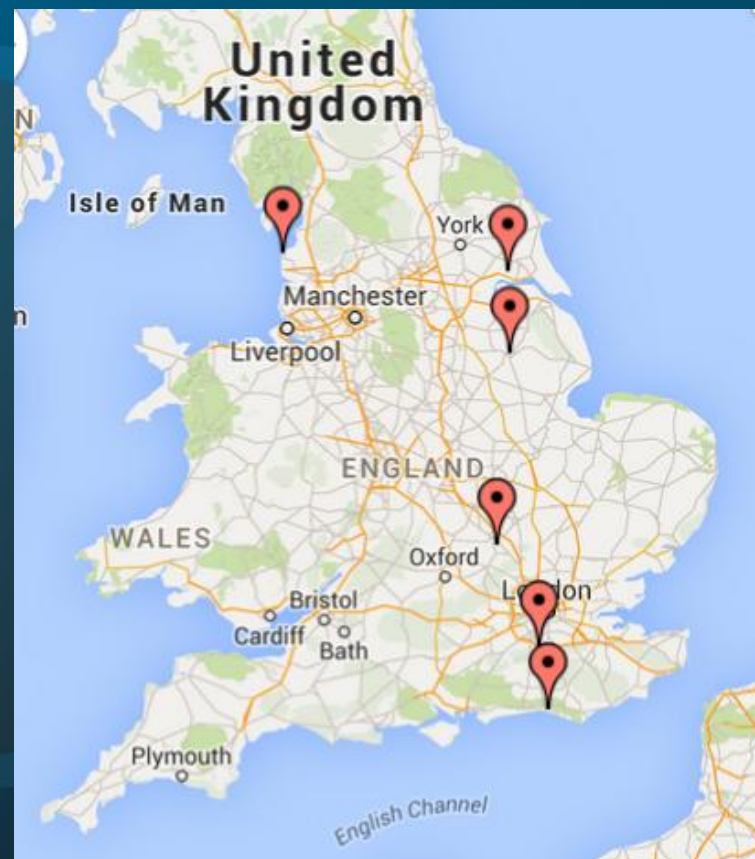 United
Kingdom
N
Isle of Man
York
m
Manchester
Liverpool
ENGLAND
WALES
Oxford
Bristol
Cardiff
Bath
Plymouth
English Channel